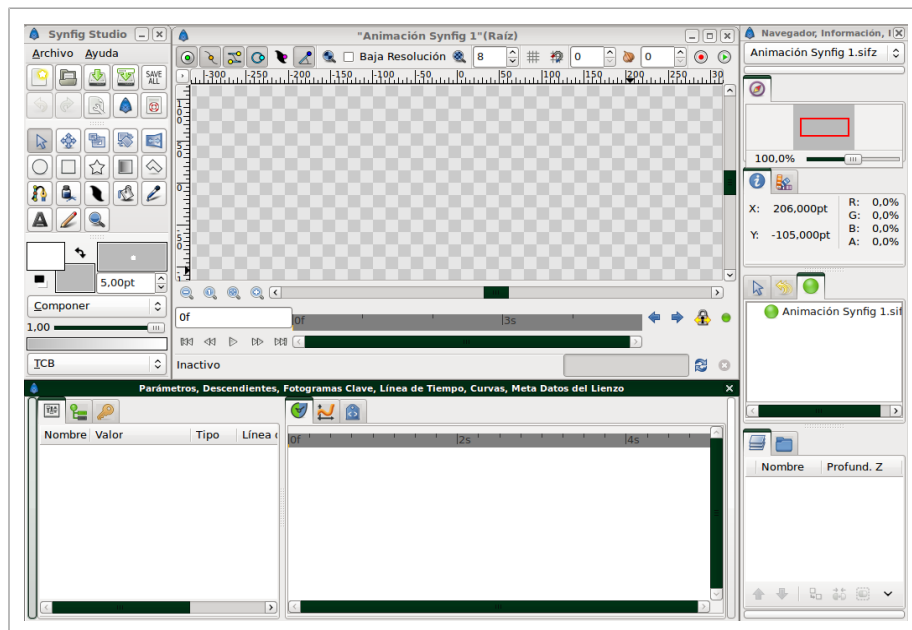 Synfig Studio
Archivo Ayuda
SAVE ALL
5,00pt
Componer
1,00
TCB
"Animación Synfig 1"(Raíz)
Baja Resolución 8 0 0
-300 -250 -200 -150 -100 -50 0 50 100 150 200 250 30
0f
0f 3s
Inactivo
Navegador, Información, I
Animación Synfig 1.sifz
100,0%
X: 206,000pt
Y: -105,000pt
R: 0,0%
G: 0,0%
B: 0,0%
A: 0,0%
Animación Synfig 1.sif
Nombre Profund. Z
Parámetros, Descendientes, Fotogramas Clave, Línea de Tiempo, Curvas, Meta Datos del Lienzo
Nombre Valor Tipo Línea
0f 2s 4s